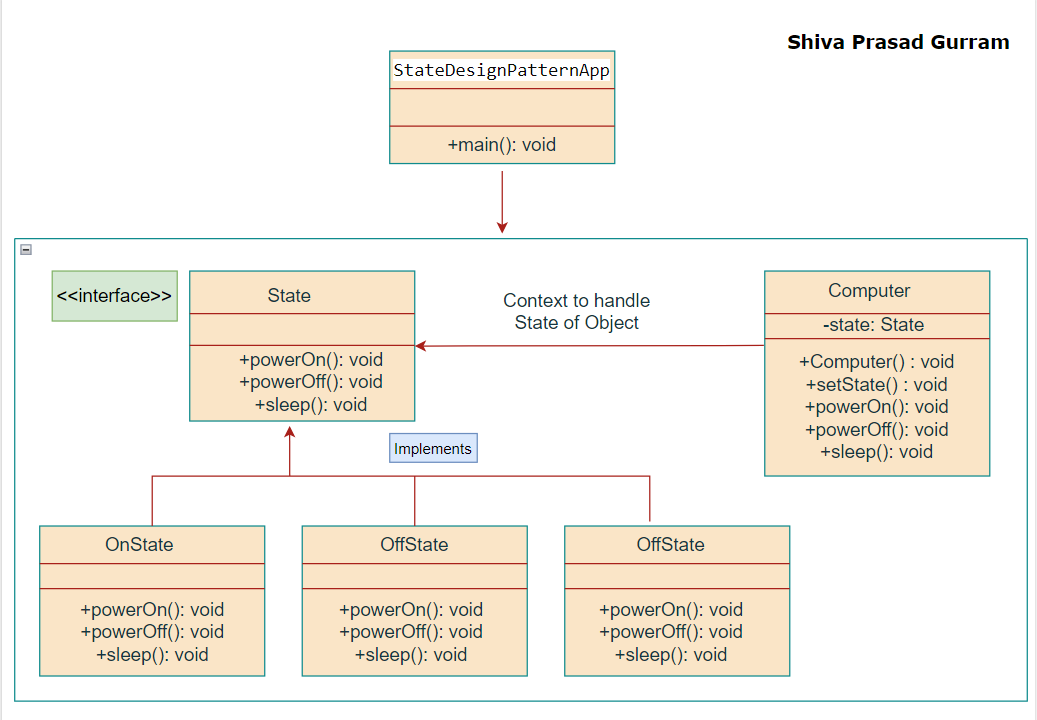 Shiva Prasad Gurram
StateDesignPatternApp
+main(): void
<<interface>>
State
+powerOn(): void
+powerOff(): void
+sleep(): void
Context to handle
State of Object
Computer
-state: State
+Computer() : void
+setState() : void
+powerOn(): void
+powerOff(): void
+sleep(): void
Implements
OnState
+powerOn(): void
+powerOff(): void
+sleep(): void
OffState
+powerOn(): void
+powerOff(): void
+sleep(): void
OffState
+powerOn(): void
+powerOff(): void
+sleep(): void